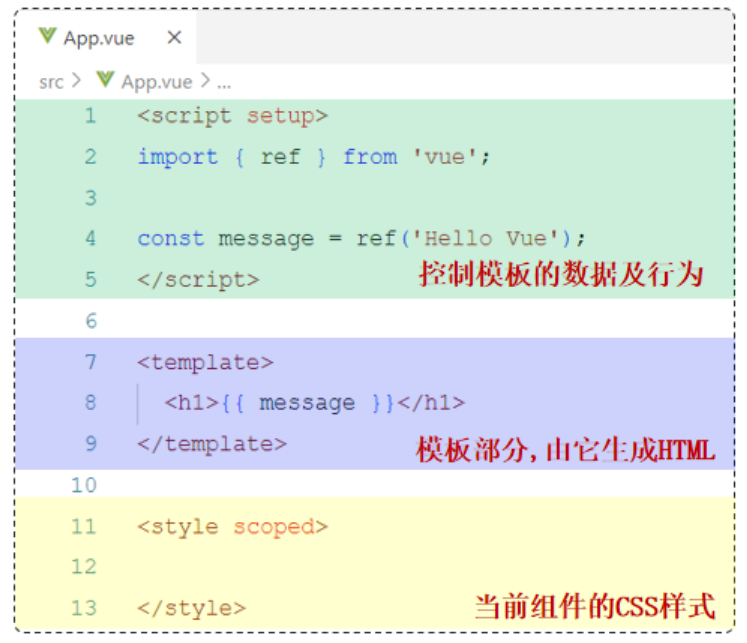 App.vue ×
src > App.vue > ...
1 <script setup>
2 import { ref } from 'vue';
3
4 const message = ref('Hello Vue');
5 </script>
控制模板的数据及行为
6
7 <template>
8 <h1>{{ message }}</h1>
9 </template>
模板部分,由它生成HTML
10
11 <style scoped>
12
13 </style>
当前组件的CSS样式